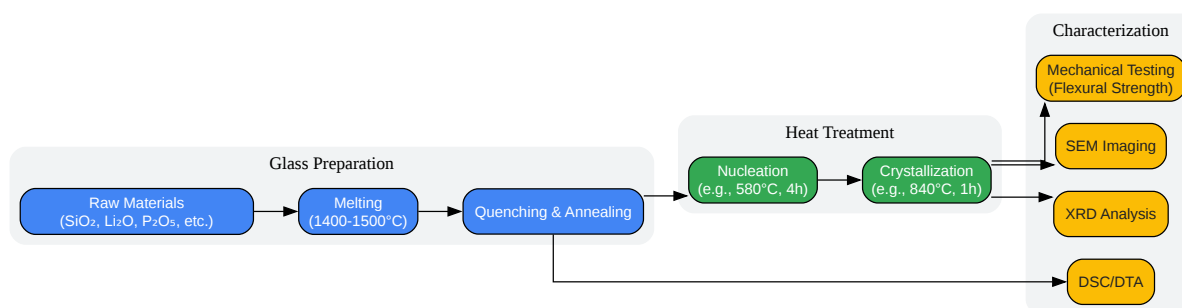 Glass Preparation
Raw Materials
(SiO₂, Li₂O, P₂O₅, etc.)
Melting
(1400-1500°C)
Quenching & Annealing
Heat Treatment
Nucleation
(e.g., 580°C, 4h)
Crystallization
(e.g., 840°C, 1h)
Characterization
Mechanical Testing
(Flexural Strength)
SEM Imaging
XRD Analysis
DSC/DTA